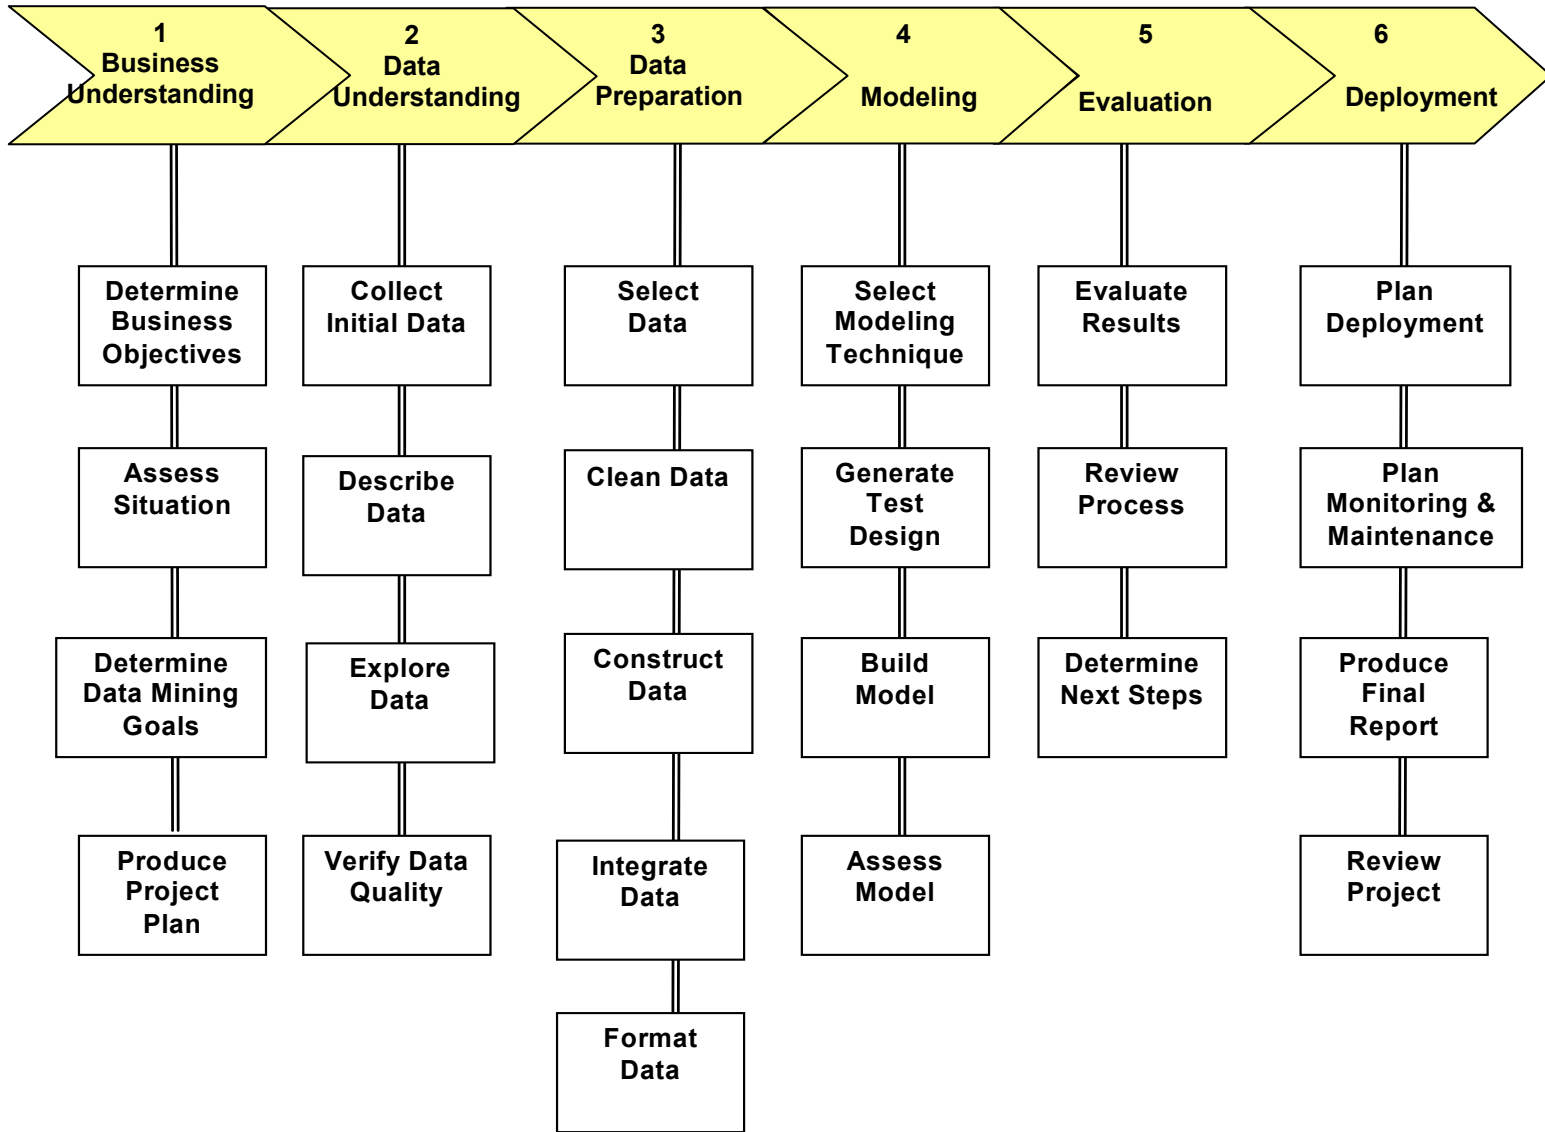 1
Business
Understanding
2
Data
Understanding
3
Data
Preparation
4
Modeling
5
Evaluation
6
Deployment
Determine
Business
Objectives
Assess
Situation
Determine
Data Mining
Goals
Produce
Project
Plan
Collect
Initial Data
Describe
Data
Explore
Data
Verify Data
Quality
Select
Data
Clean Data
Construct
Data
Integrate
Data
Format
Data
Select
Modeling
Technique
Generate
Test
Design
Build
Model
Assess
Model
Evaluate
Results
Review
Process
Determine
Next Steps
Plan
Deployment
Plan
Monitoring &
Maintenance
Produce
Final
Report
Review
Project